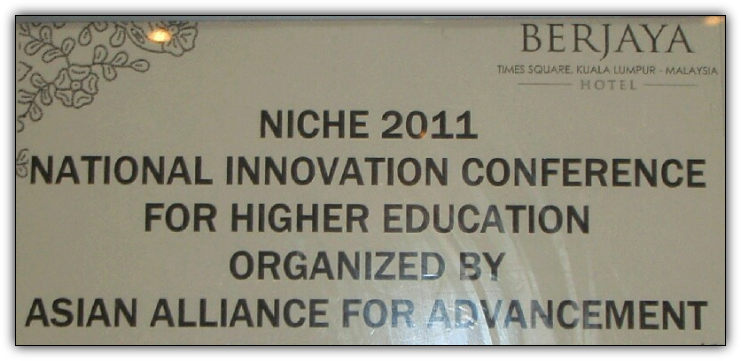 BERJAYA
TIMES SQUARE, KUALA LUMPUR - MALAYSIA
HOTEL
NICHE 2011
NATIONAL INNOVATION CONFERENCE
FOR HIGHER EDUCATION
ORGANIZED BY
ASIAN ALLIANCE FOR ADVANCEMENT